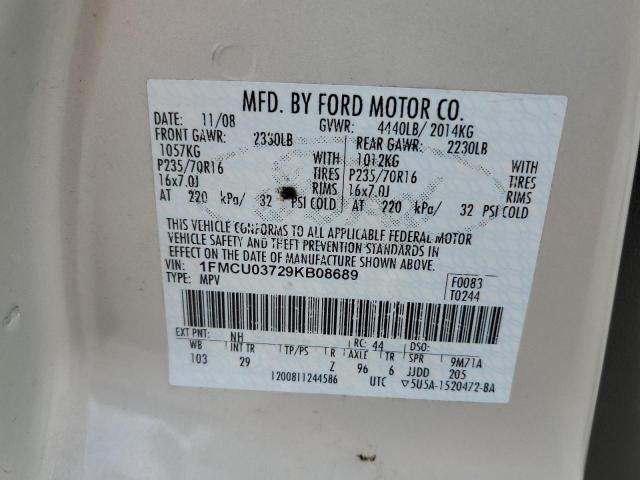 MFD. BY FORD MOTOR CO.
DATE: 11/08 GVWR: 4440LB/ 2014KG
FRONT GAWR: 2330LB REAR GAWR: 2230LB
1057KG WITH 1012KG WITH
P235/70R16 TIRES P235/70R16 TIRES
16x7.0J RIMS 16x7.0J RIMS
AT 220 kPa/ 32 PSI COLD AT 220 kPa/ 32 PSI COLD
THIS VEHICLE CONFORMS TO ALL APPLICABLE FEDERAL MOTOR
VEHICLE SAFETY AND THEFT PREVENTION STANDARDS IN
EFFECT ON THE DATE OF MANUFACTURE SHOWN ABOVE.
VIN: 1FMCU03729KB08689 F0083
TYPE: MPV T0244
EXT PNT: NH RC: 44 DSO:
WB INT TR TP/PS R AXLE TR SPR 9M71A
103 29 Z 96 6 JJDD 205
1200811244586 UTC ▽5U5A-1520472-BA